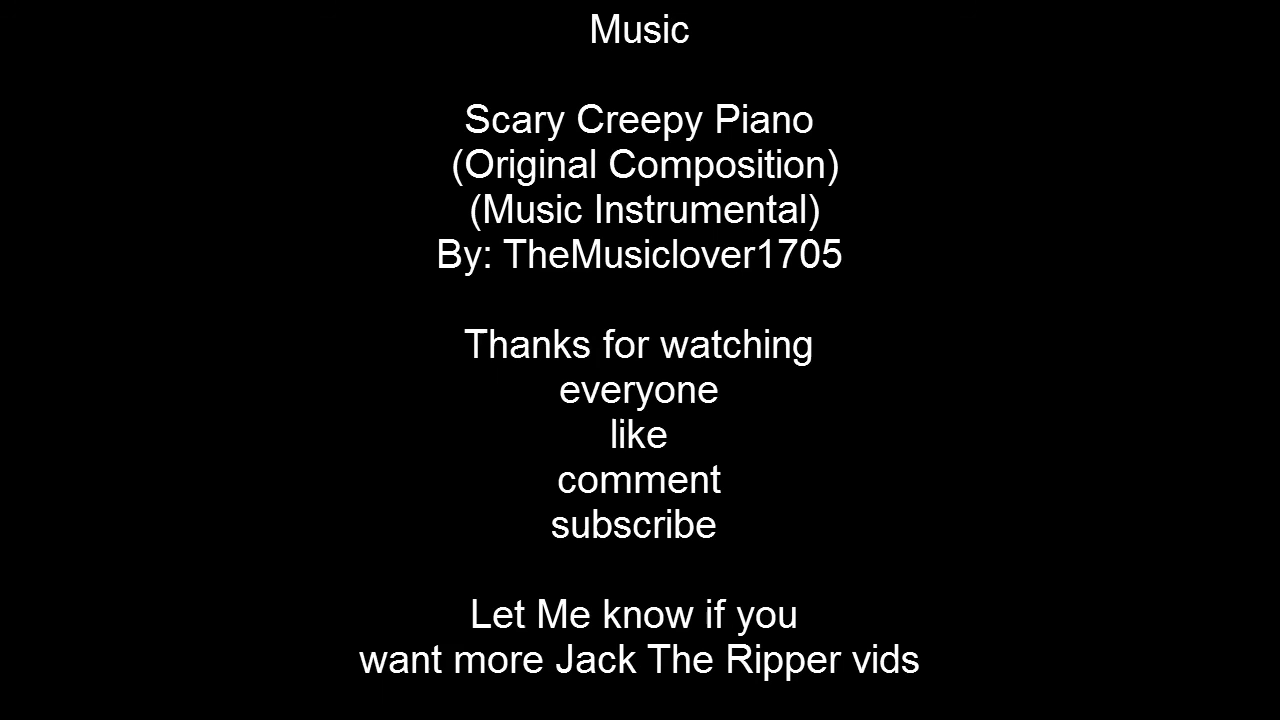 Music
Scary Creepy Piano
(Original Composition)
(Music Instrumental)
By: TheMusiclover1705
Thanks for watching
everyone
like
comment
subscribe
Let Me know if you
want more Jack The Ripper vids